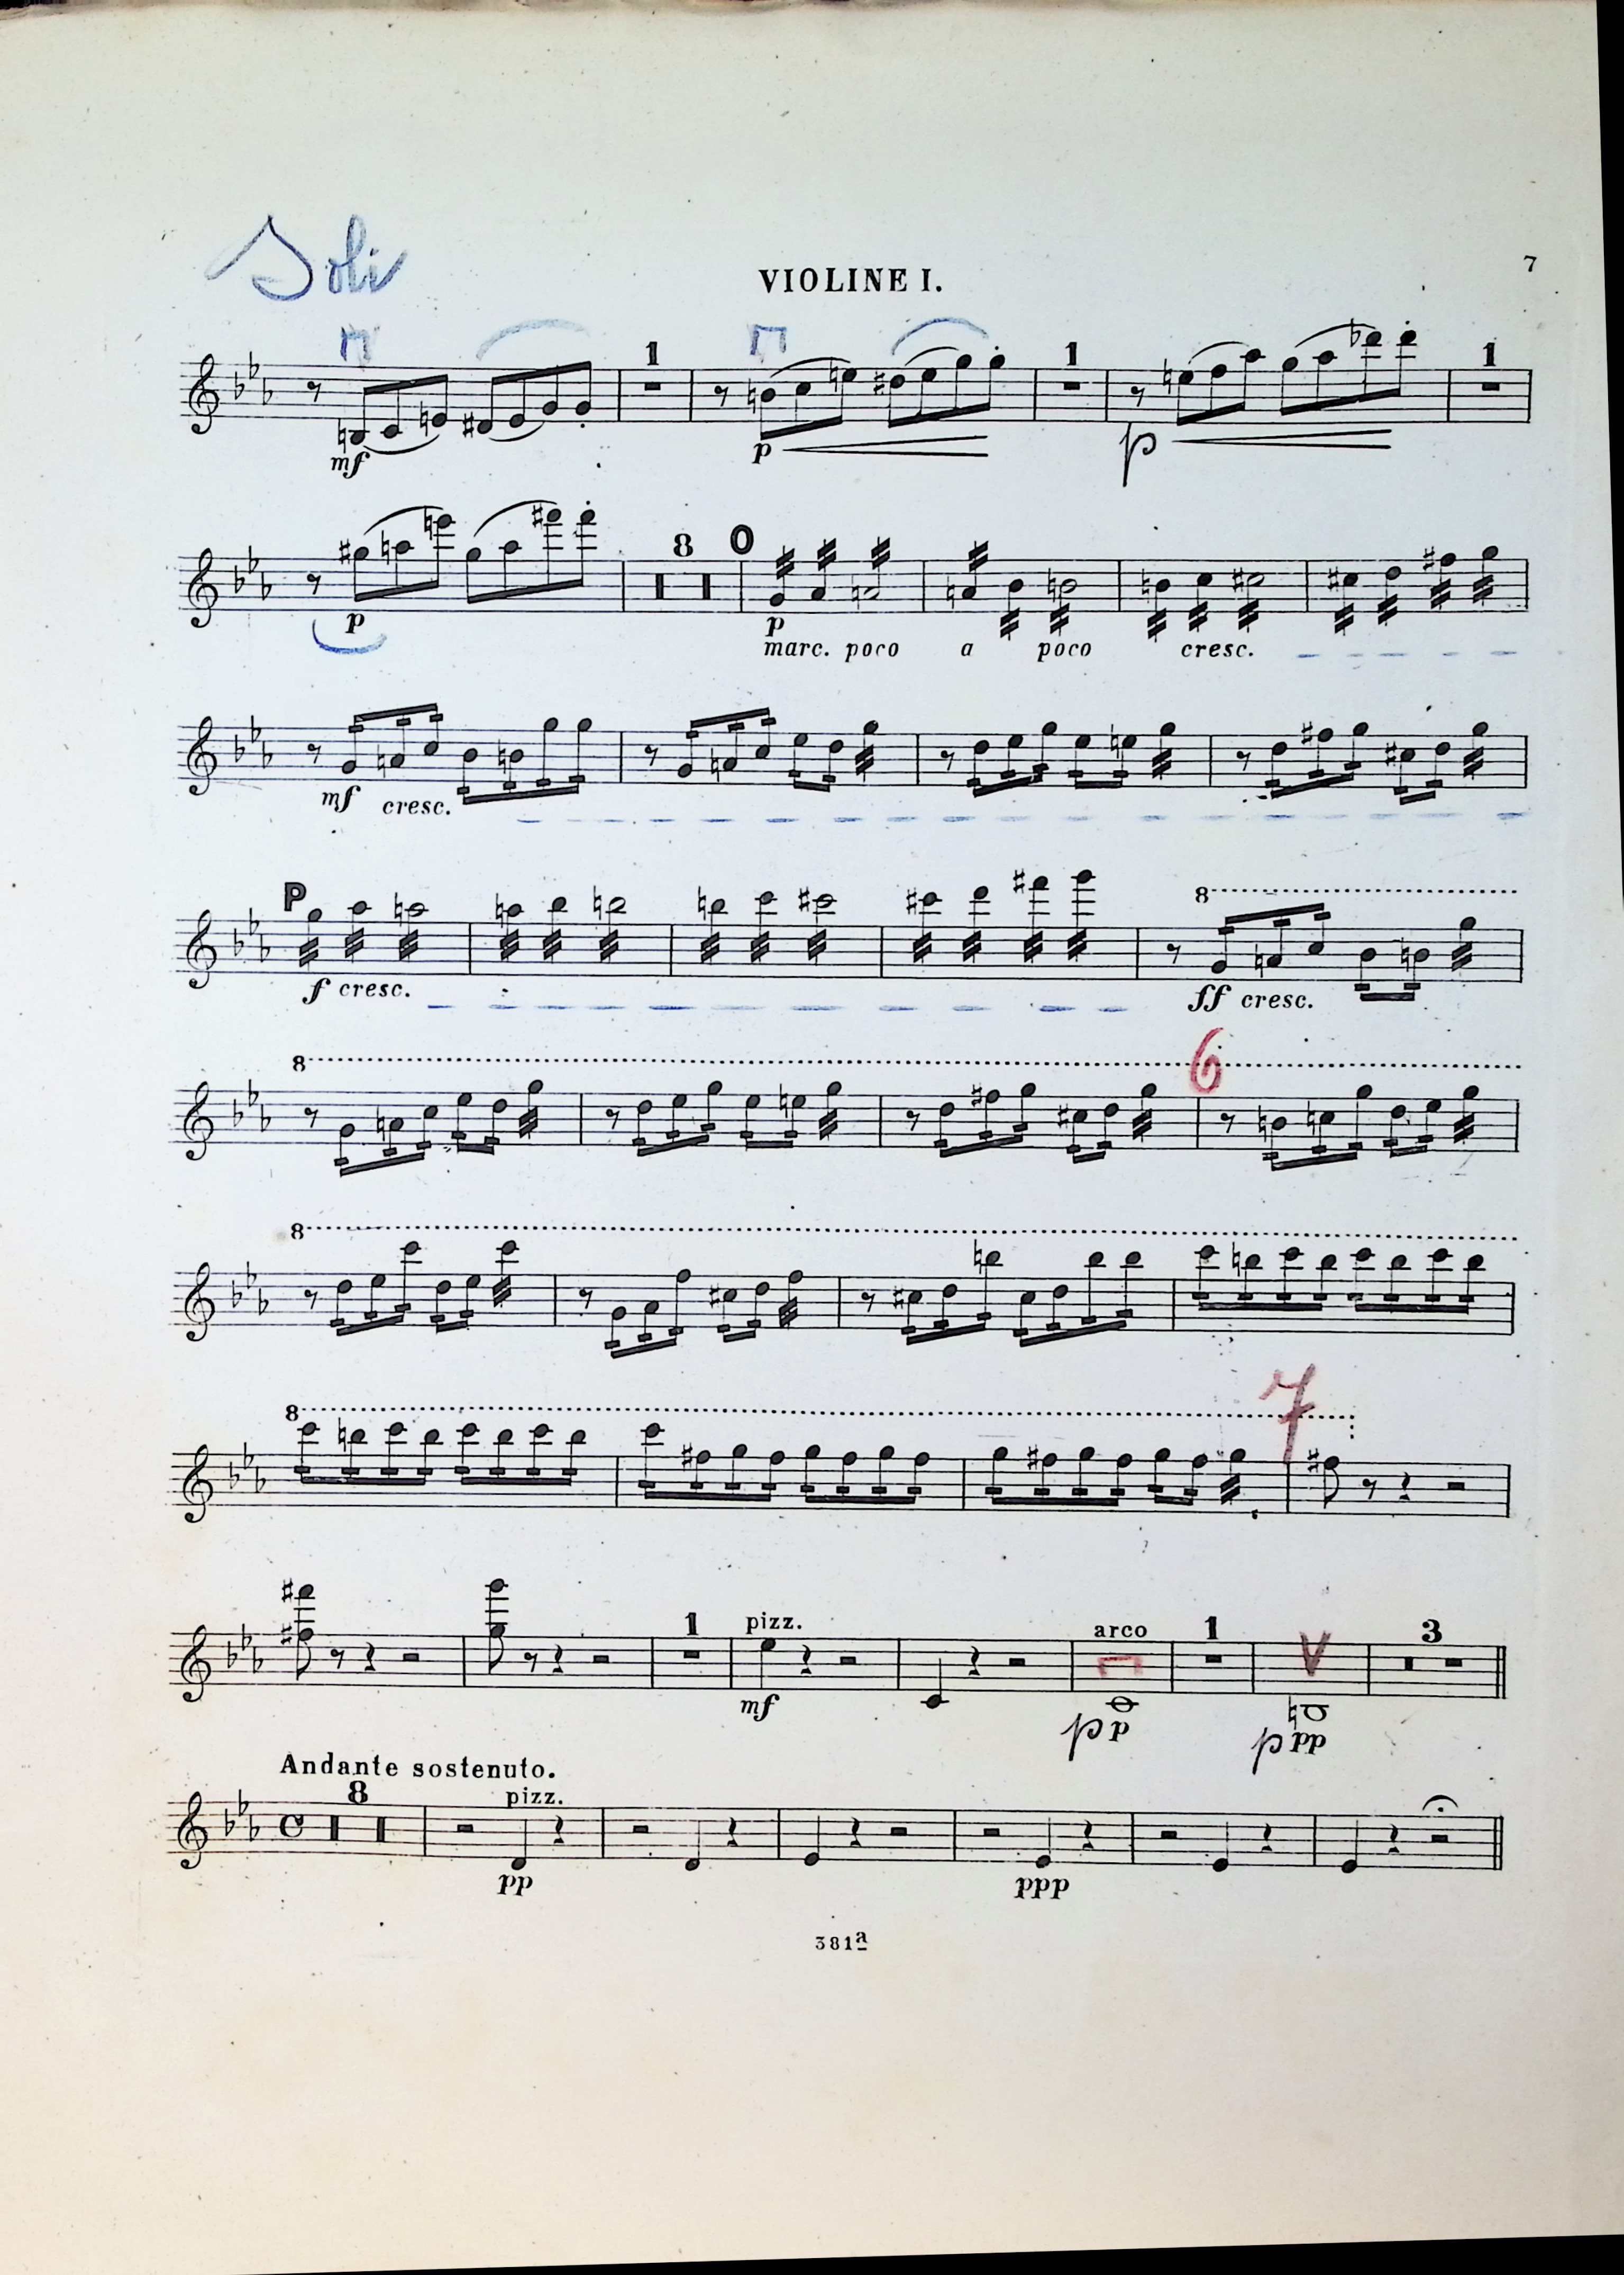 Soli
VIOLINE I.
7
1 1 1
mf p p
8 O
p p
marc. poco a poco cresc.
mf cresc.
P 8
f cresc. ff cresc.
8 6
8
8 7
1 pizz. arco 1 V 3
mf pp ppp
Andante sostenuto.
8 pizz.
pp ppp
381a